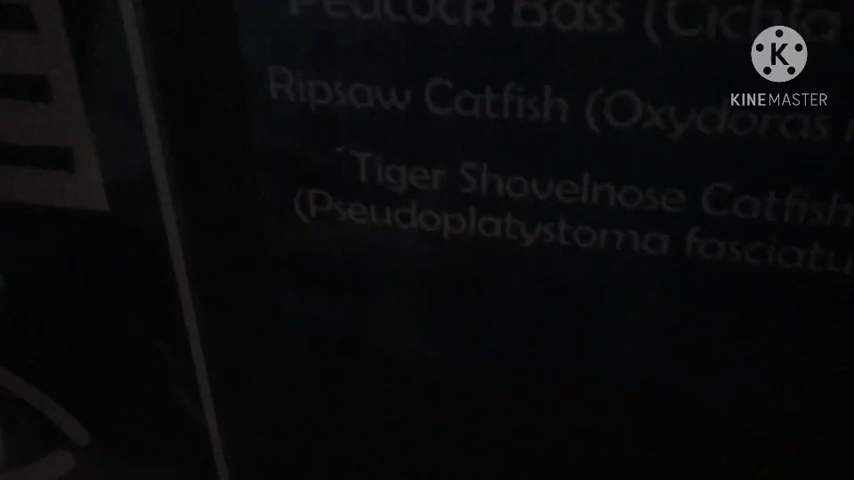 Peacock Bass (Cichla
Ripsaw Catfish (Oxydoras
Tiger Shovelnose Catfish
(Pseudoplatystoma fasciatu
K
KINEMASTER